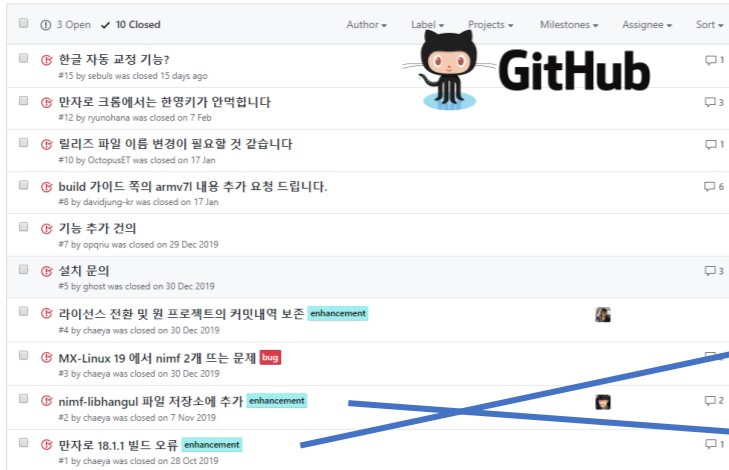 3 Open 10 Closed Author Label Projects Milestones Assignee Sort
GitHub
한글 자동 교정 기능? 1
#15 by sebuls was closed 15 days ago
만자로 크롬에서는 한영키가 안먹힙니다 3
#12 by ryunohana was closed on 7 Feb
릴리즈 파일 이름 변경이 필요할 것 같습니다 1
#10 by OctopusET was closed on 17 Jan
build 가이드 쪽의 armv7l 내용 추가 요청 드립니다. 6
#8 by davidjung-kr was closed on 17 Jan
기능 추가 건의
#7 by opqriu was closed on 29 Dec 2019
설치 문의 3
#5 by ghost was closed on 30 Dec 2019
라이선스 전환 및 원 프로젝트의 커밋내역 보존 enhancement
#4 by chaeya was closed on 30 Dec 2019
MX-Linux 19 에서 nimf 2개 뜨는 문제 bug
#3 by chaeya was closed on 30 Dec 2019
nimf-libhangul 파일 저장소에 추가 enhancement 2
#2 by chaeya was closed on 7 Nov 2019
만자로 18.1.1 빌드 오류 enhancement 1
#1 by chaeya was closed on 28 Oct 2019